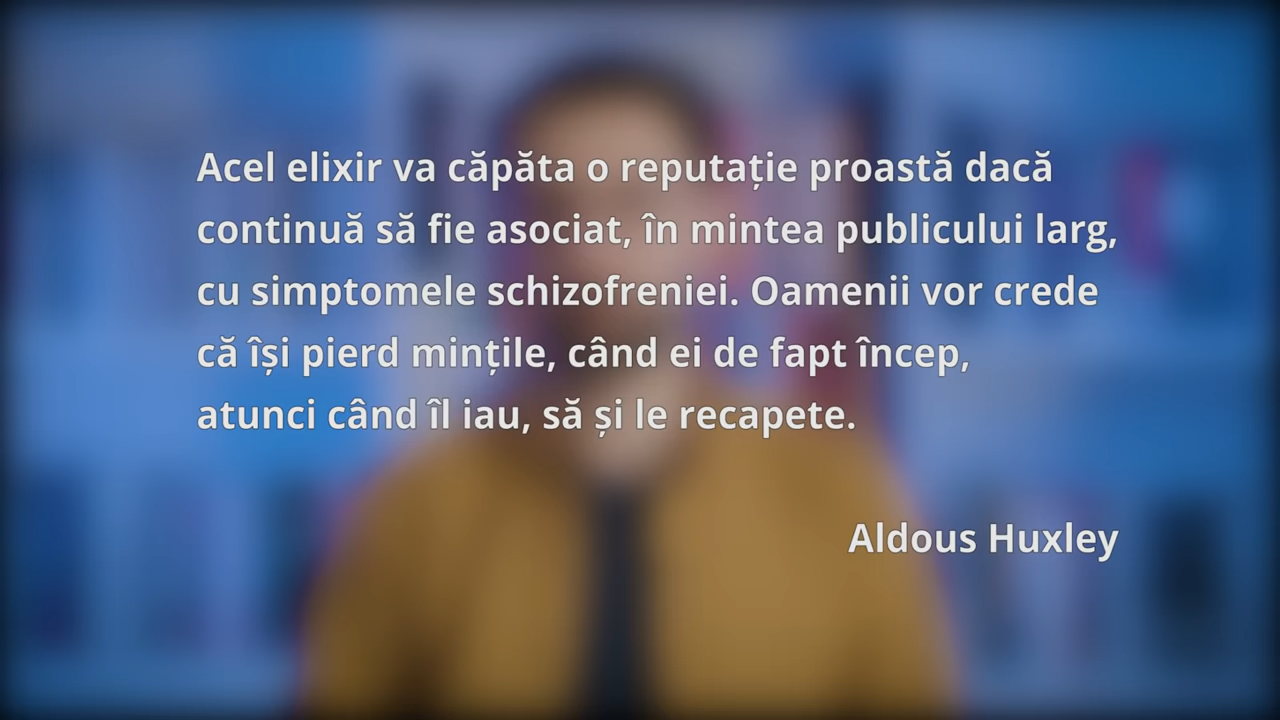 Acel elixir va căpăta o reputație proastă dacă
continuă să fie asociat, în mintea publicului larg,
cu simptomele schizofreniei. Oamenii vor crede
că își pierd mințile, când ei de fapt încep,
atunci când îl iau, să și le recapete.
Aldous Huxley